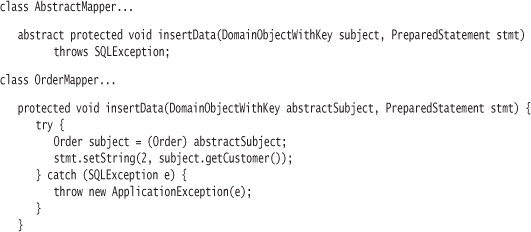 class AbstractMapper...
abstract protected void insertData(DomainObjectWithKey subject, PreparedStatement stmt)
throws SQLException;
class OrderMapper...
protected void insertData(DomainObjectWithKey abstractSubject, PreparedStatement stmt) {
try {
Order subject = (Order) abstractSubject;
stmt.setString(2, subject.getCustomer());
} catch (SQLException e) {
throw new ApplicationException(e);
}
}